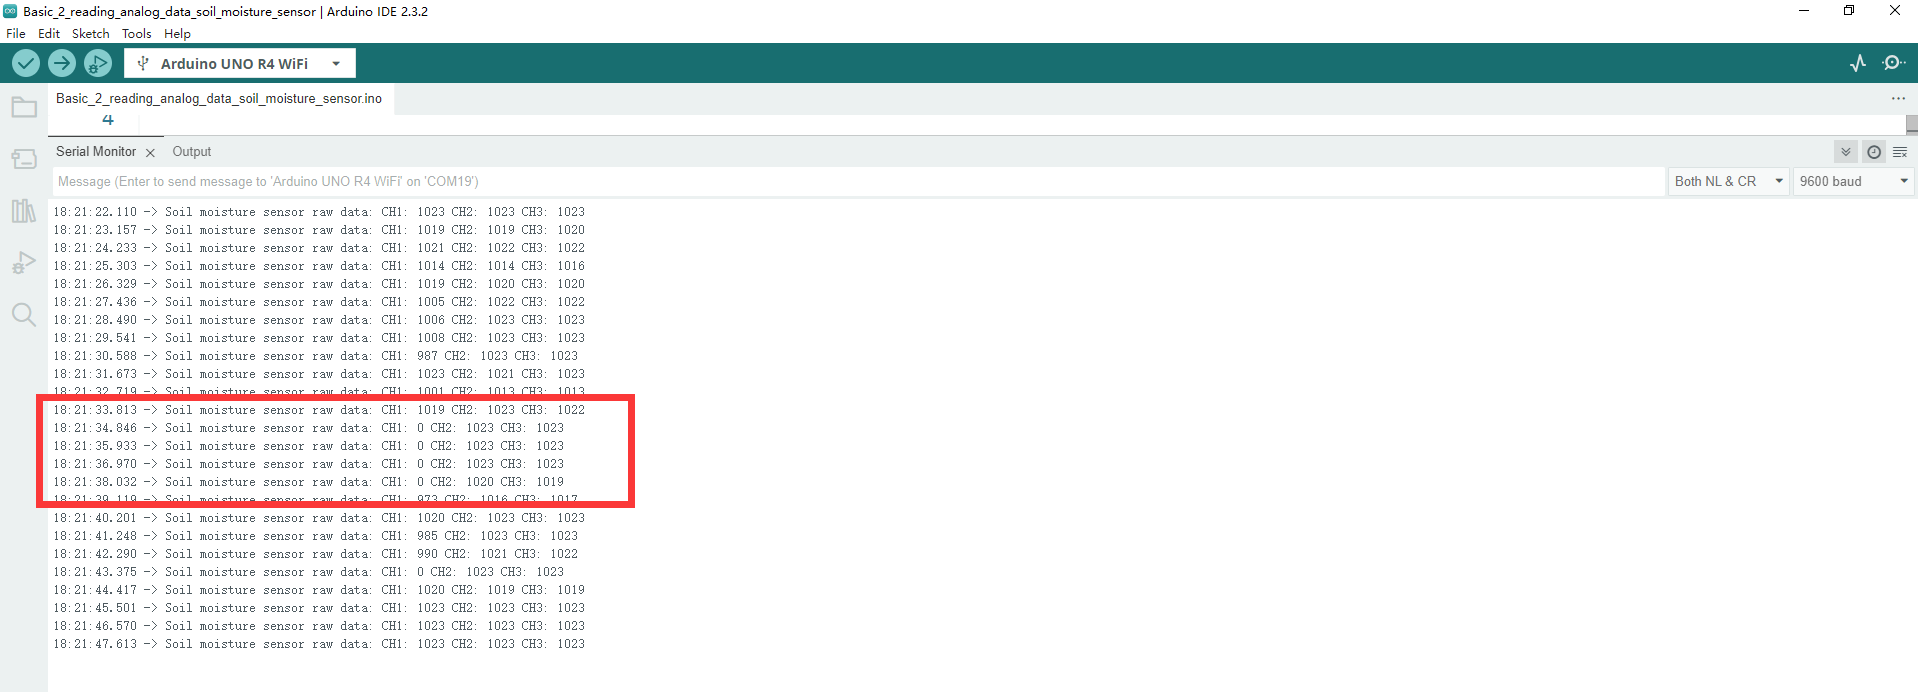 Basic_2_reading_analog_data_soil_moisture_sensor | Arduino IDE 2.3.2
File Edit Sketch Tools Help
Arduino UNO R4 WiFi
Basic_2_reading_analog_data_soil_moisture_sensor.ino
4
Serial Monitor Output
Message (Enter to send message to 'Arduino UNO R4 WiFi' on 'COM19') Both NL & CR 9600 baud
18:21:22.110 -> Soil moisture sensor raw data: CH1: 1023 CH2: 1023 CH3: 1023
18:21:23.157 -> Soil moisture sensor raw data: CH1: 1019 CH2: 1019 CH3: 1020
18:21:24.233 -> Soil moisture sensor raw data: CH1: 1021 CH2: 1022 CH3: 1022
18:21:25.303 -> Soil moisture sensor raw data: CH1: 1014 CH2: 1014 CH3: 1016
18:21:26.329 -> Soil moisture sensor raw data: CH1: 1019 CH2: 1020 CH3: 1020
18:21:27.436 -> Soil moisture sensor raw data: CH1: 1005 CH2: 1022 CH3: 1022
18:21:28.490 -> Soil moisture sensor raw data: CH1: 1006 CH2: 1023 CH3: 1023
18:21:29.541 -> Soil moisture sensor raw data: CH1: 1008 CH2: 1023 CH3: 1023
18:21:30.588 -> Soil moisture sensor raw data: CH1: 987 CH2: 1023 CH3: 1023
18:21:31.673 -> Soil moisture sensor raw data: CH1: 1023 CH2: 1021 CH3: 1023
18:21:32.719 -> Soil moisture sensor raw data: CH1: 1001 CH2: 1013 CH3: 1013
18:21:33.813 -> Soil moisture sensor raw data: CH1: 1019 CH2: 1023 CH3: 1022
18:21:34.846 -> Soil moisture sensor raw data: CH1: 0 CH2: 1023 CH3: 1023
18:21:35.933 -> Soil moisture sensor raw data: CH1: 0 CH2: 1023 CH3: 1023
18:21:36.970 -> Soil moisture sensor raw data: CH1: 0 CH2: 1023 CH3: 1023
18:21:38.032 -> Soil moisture sensor raw data: CH1: 0 CH2: 1020 CH3: 1019
18:21:39.119 -> Soil moisture sensor raw data: CH1: 973 CH2: 1016 CH3: 1017
18:21:40.201 -> Soil moisture sensor raw data: CH1: 1020 CH2: 1023 CH3: 1023
18:21:41.248 -> Soil moisture sensor raw data: CH1: 985 CH2: 1023 CH3: 1023
18:21:42.290 -> Soil moisture sensor raw data: CH1: 990 CH2: 1021 CH3: 1022
18:21:43.375 -> Soil moisture sensor raw data: CH1: 0 CH2: 1023 CH3: 1023
18:21:44.417 -> Soil moisture sensor raw data: CH1: 1020 CH2: 1019 CH3: 1019
18:21:45.501 -> Soil moisture sensor raw data: CH1: 1023 CH2: 1023 CH3: 1023
18:21:46.570 -> Soil moisture sensor raw data: CH1: 1023 CH2: 1023 CH3: 1023
18:21:47.613 -> Soil moisture sensor raw data: CH1: 1023 CH2: 1023 CH3: 1023